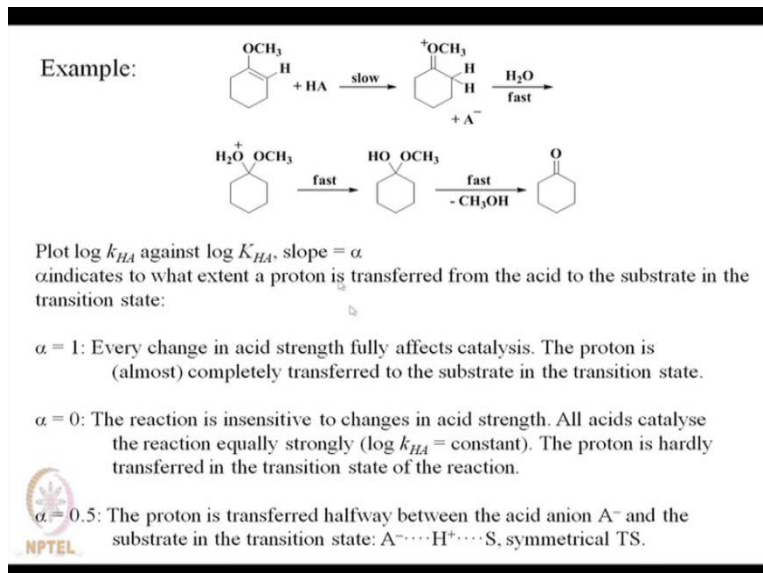 Example:
OCH₃
H
+ HA
slow
⁺OCH₃
H
H
+ A⁻
H₂O
fast
H₂O⁺ OCH₃
fast
HO OCH₃
fast
- CH₃OH
O
Plot log k_HA against log K_HA, slope = α
αindicates to what extent a proton is transferred from the acid to the substrate in the
transition state:
α = 1: Every change in acid strength fully affects catalysis. The proton is
(almost) completely transferred to the substrate in the transition state.
α = 0: The reaction is insensitive to changes in acid strength. All acids catalyse
the reaction equally strongly (log k_HA = constant). The proton is hardly
transferred in the transition state of the reaction.
α = 0.5: The proton is transferred halfway between the acid anion A⁻ and the
substrate in the transition state: A⁻····H⁺····S, symmetrical TS.
NPTEL